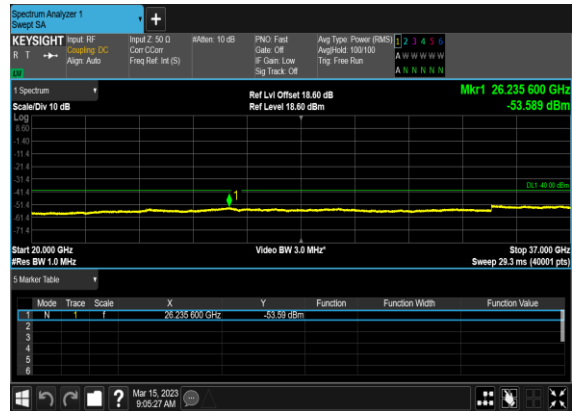 Spectrum Analyzer 1
Swept SA
+
KEYSIGHT Input: RF Input Z: 50 Ω #Atten: 10 dB PNO: Fast Avg Type: Power (RMS) 1 2 3 4 5 6
R T Coupling: DC Corr CCorr Gate: Off Avg|Hold: 100/100 A W W W W W
Align: Auto Freq Ref: Int (S) IF Gain: Low Trig: Free Run
Sig Track: Off A N N N N N
1 Spectrum Ref Lvl Offset 18.60 dB Mkr1 26.235 600 GHz
Scale/Div 10 dB Ref Level 18.60 dBm -53.589 dBm
Log
8.60
-1.40
-11.4
-21.4
-31.4
-41.4 1 DL1 -40.00 dBm
-51.4
-61.4
-71.4
Start 20.000 GHz Video BW 3.0 MHz* Stop 37.000 GHz
#Res BW 1.0 MHz Sweep 29.3 ms (40001 pts)
5 Marker Table
Mode Trace Scale X Y Function Function Width Function Value
1 N 1 f 26.235 600 GHz -53.59 dBm
2
3
4
5
6
? Mar 15, 2023
9:05:27 AM